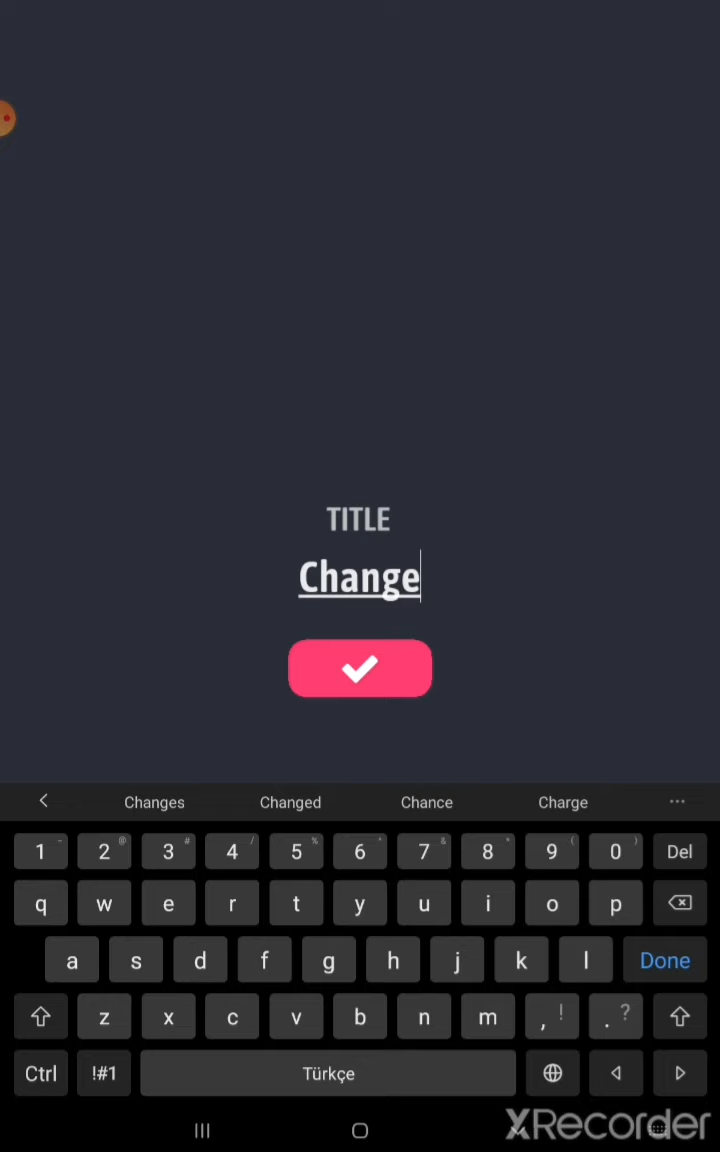 TITLE
Change
Changes Changed Chance Charge ...
1 - 2 @ 3 # 4 / 5 % 6 ^ 7 & 8 * 9 ( 0 ) Del
q w e r t y u i o p
a s d f g h j k l Done
z x c v b n m , ! . ?
Ctrl !#1 Türkçe
XRecorder